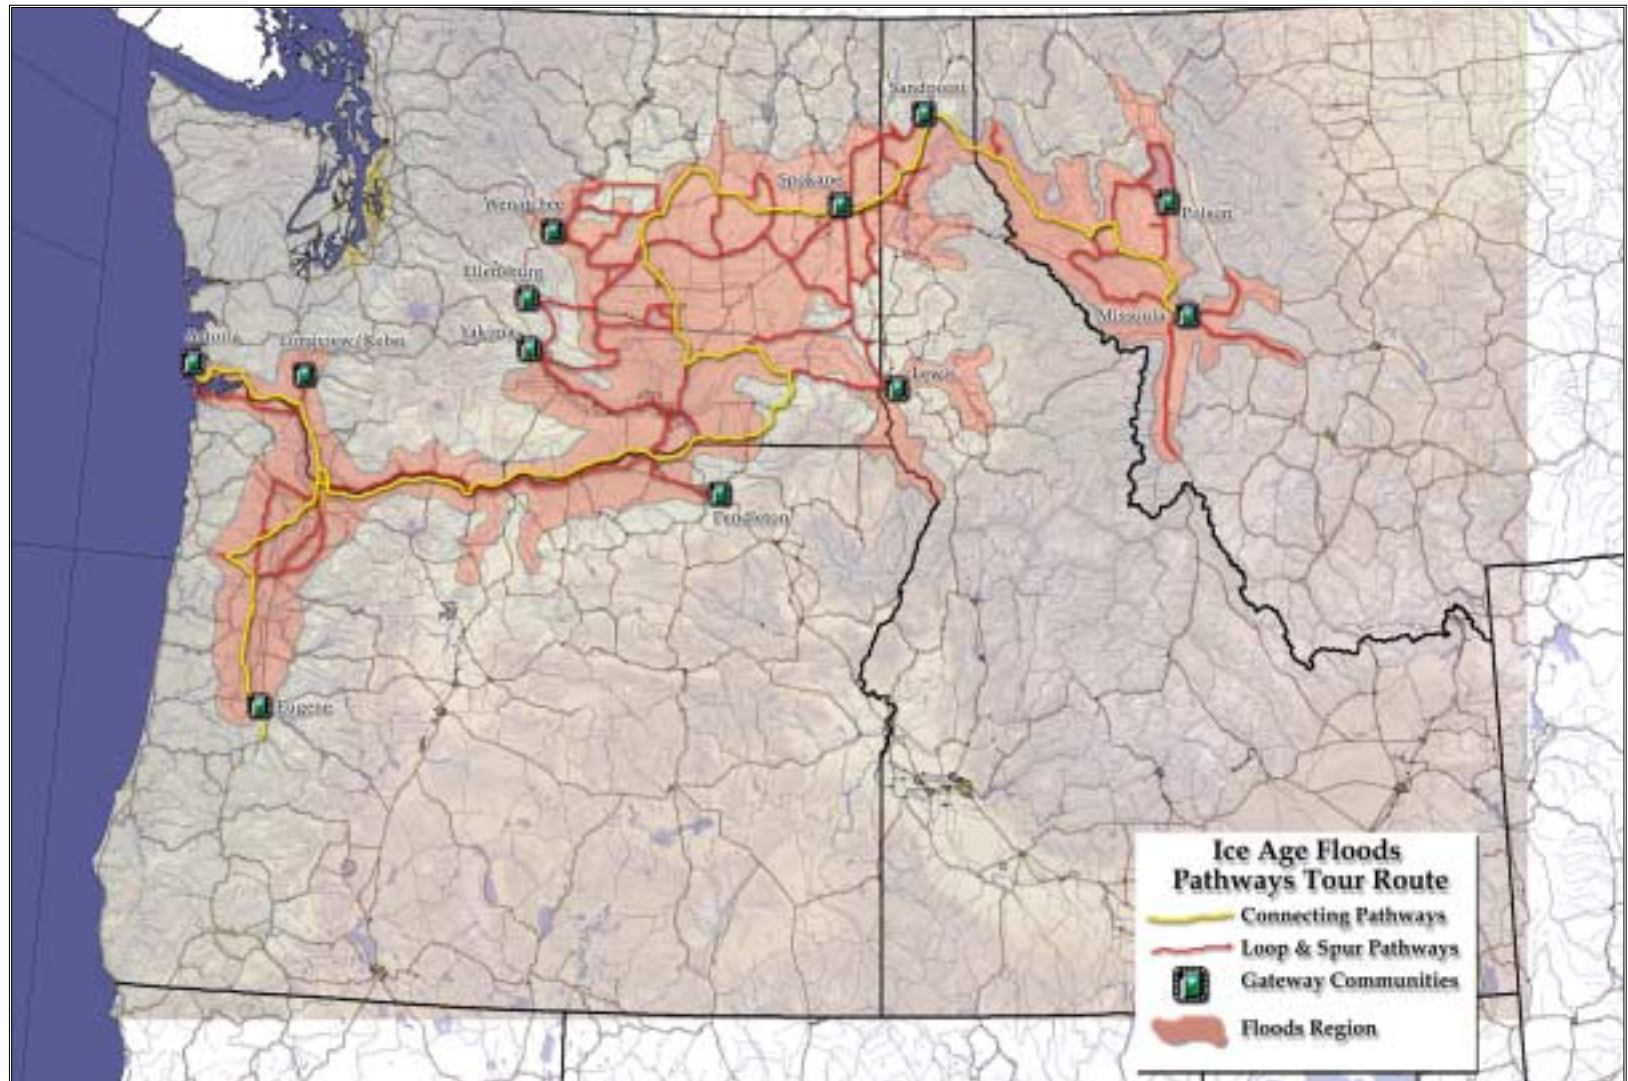 Sandpoint
Spokane
Wenatchee
Polson
Ellensburg
Missoula
Yakima
Astoria
Longview/Kelso
Lewis
Pendleton
Eugene
Ice Age Floods
Pathways Tour Route
Connecting Pathways
Loop & Spur Pathways
Gateway Communities
Floods Region